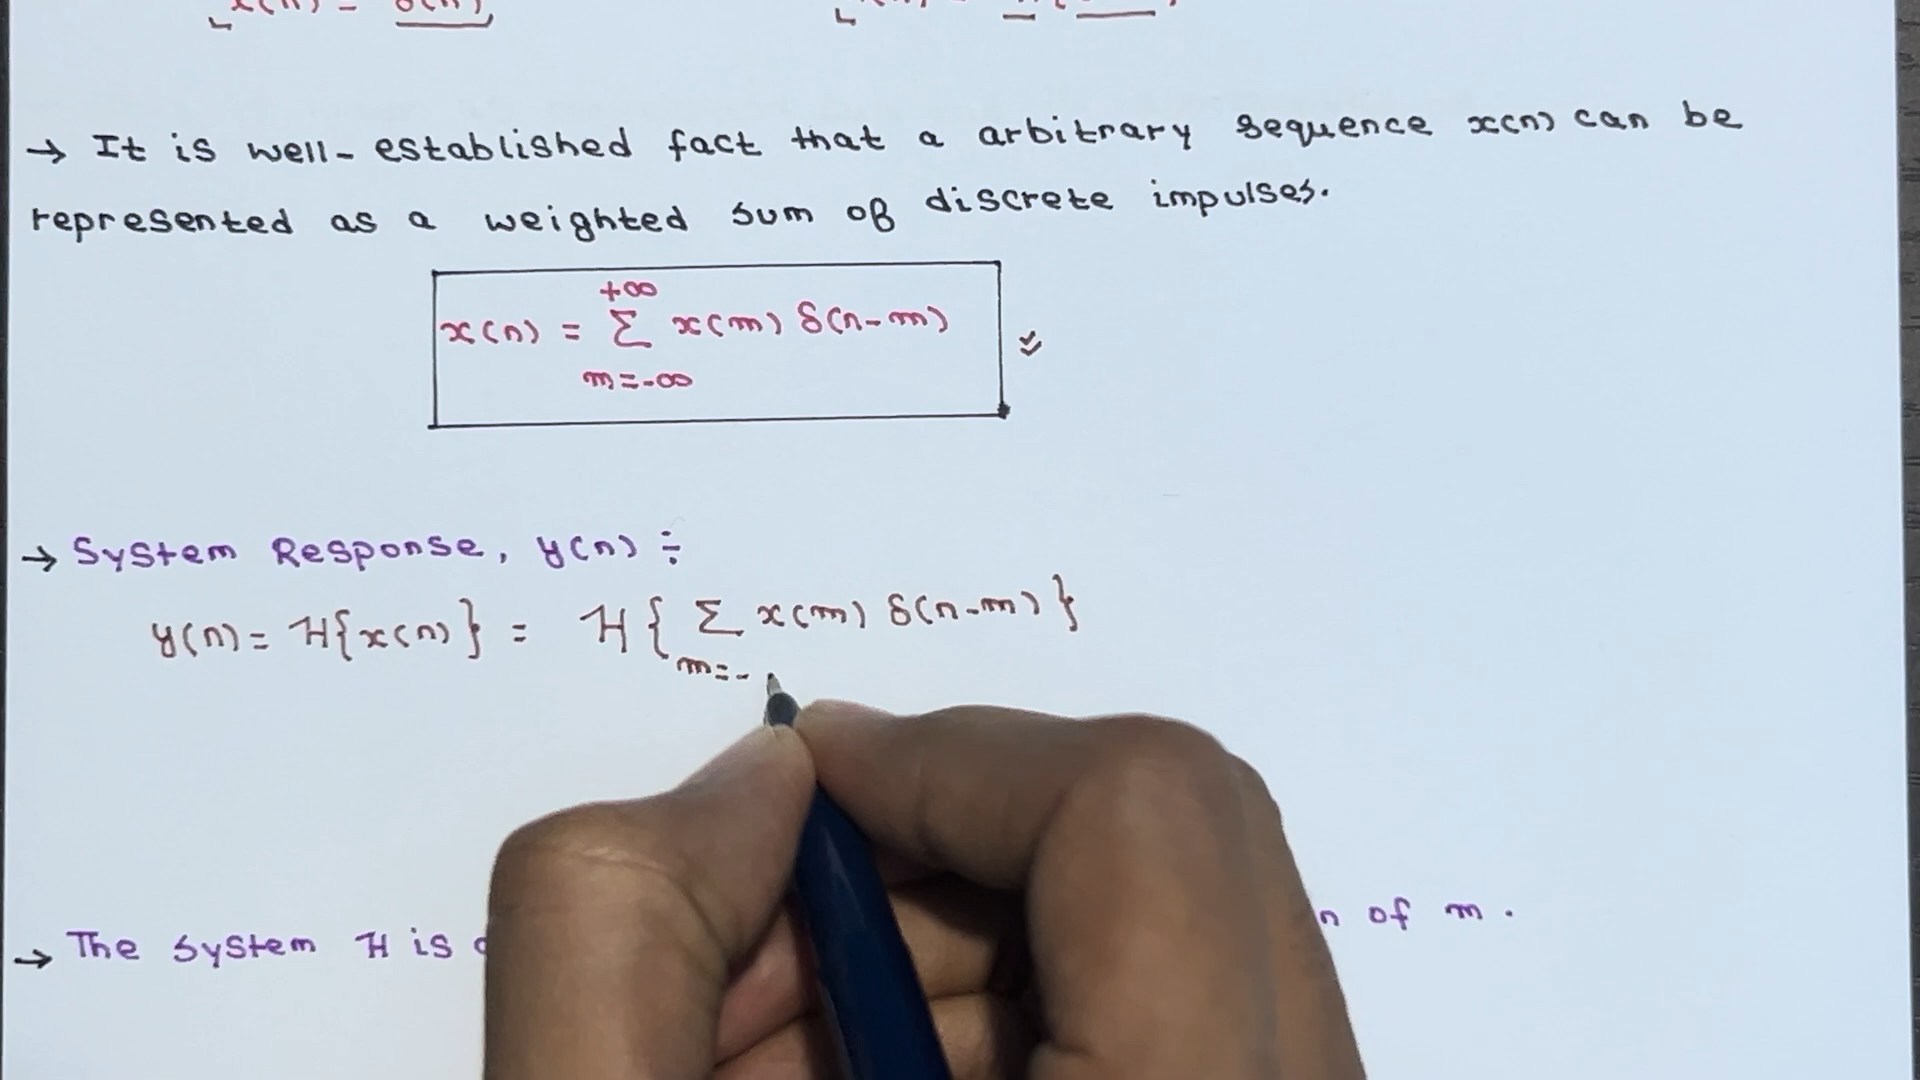 → It is well-established fact that a arbitrary sequence x(n) can be
represented as a weighted sum of discrete impulses.
+∞
x(n) = Σ x(m) δ(n-m)
m=-∞
→ System Response, y(n) ÷
y(n) = H{x(n)} = H{ Σ x(m) δ(n-m) }
m=-
→ The system H is of m.